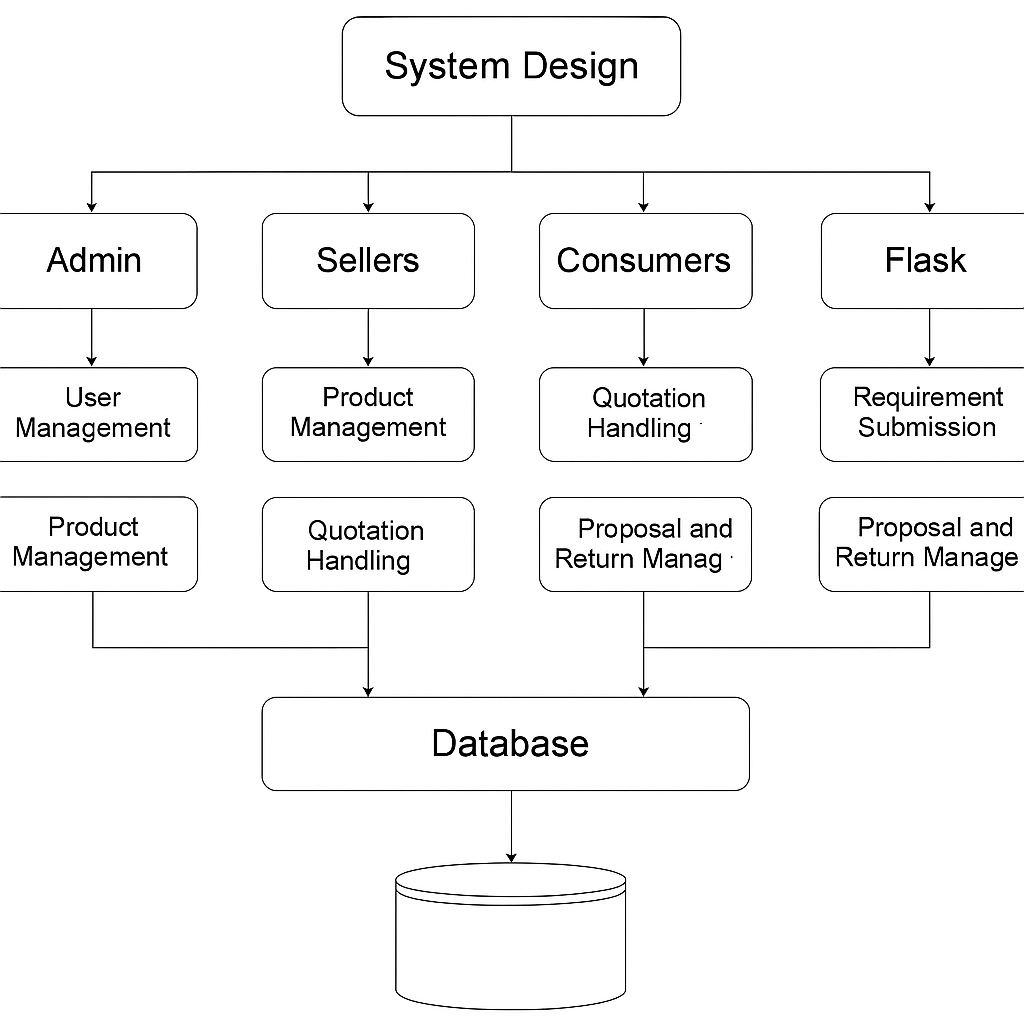 System Design
Admin
Sellers
Consumers
Flask
User
Management
Product
Management
Quotation
Handling
Requirement
Submission
Product
Management
Quotation
Handling
Proposal and
Return Manag
Proposal and
Return Manage
Database